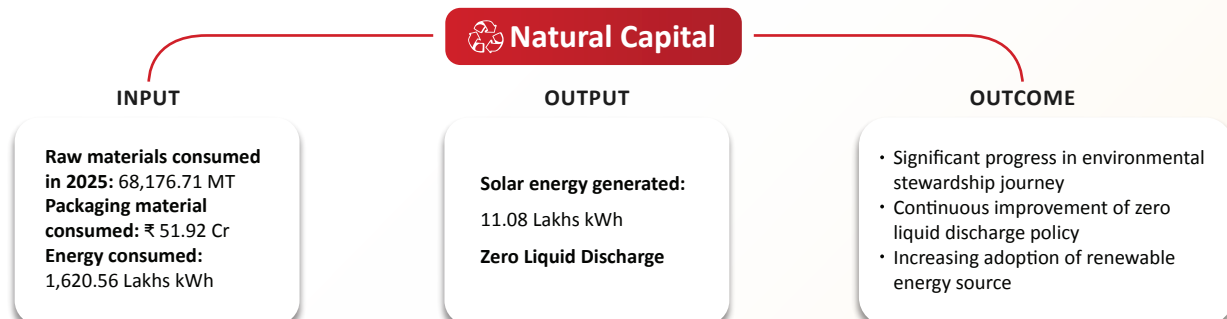 Natural Capital
INPUT
Raw materials consumed
in 2025: 68,176.71 MT
Packaging material
consumed: ₹ 51.92 Cr
Energy consumed:
1,620.56 Lakhs kWh
OUTPUT
Solar energy generated:
11.08 Lakhs kWh
Zero Liquid Discharge
OUTCOME
• Significant progress in environmental
stewardship journey
• Continuous improvement of zero
liquid discharge policy
• Increasing adoption of renewable
energy source